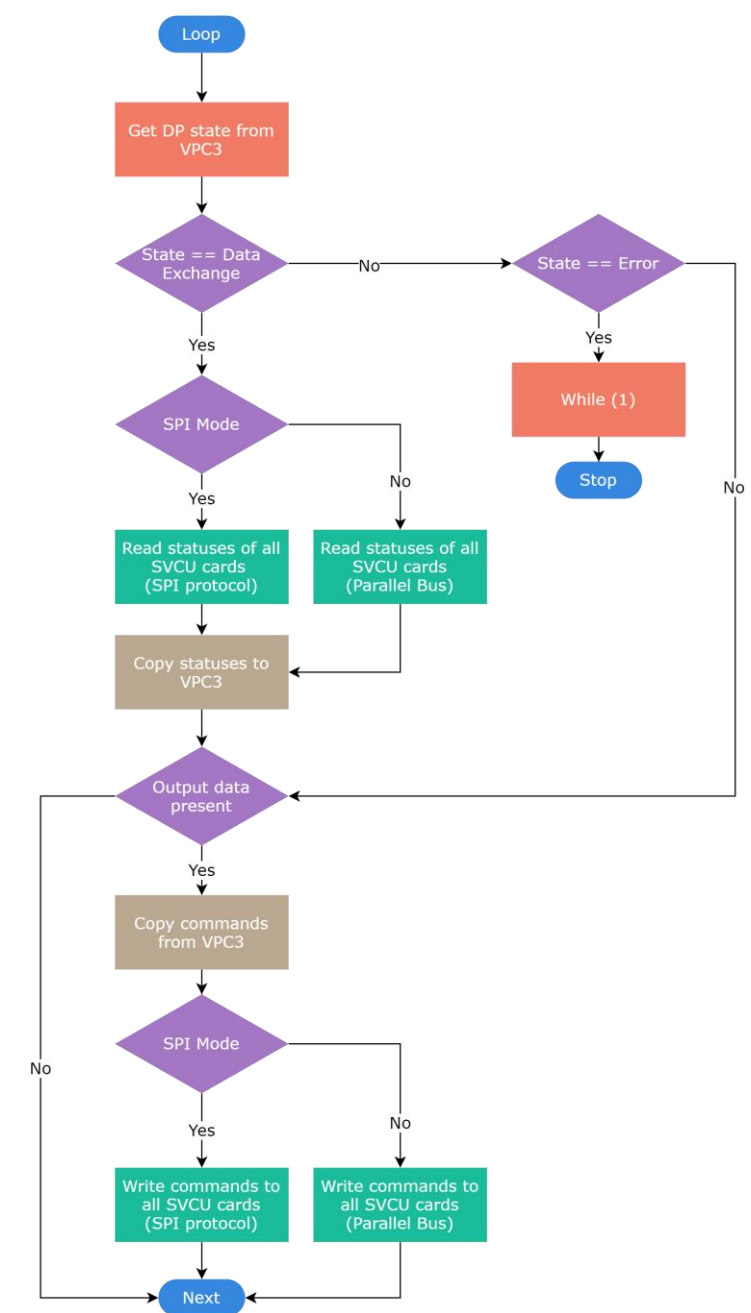 Loop
Get DP state from
VPC3
State == Data
Exchange
No
State == Error
Yes
Yes
While (1)
SPI Mode
Stop
No
No
Yes
Read statuses of all
SVCU cards
(SPI protocol)
Read statuses of all
SVCU cards
(Parallel Bus)
Copy statuses to
VPC3
Output data
present
Yes
Copy commands
from VPC3
SPI Mode
No
No
Yes
Write commands to
all SVCU cards
(SPI protocol)
Write commands to
all SVCU cards
(Parallel Bus)
Next